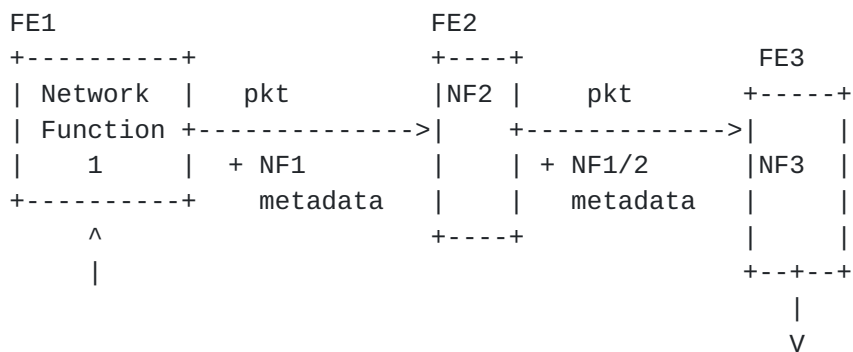 FE1                         FE2
+----------+               +----+               FE3
| Network  |   pkt         |NF2 |    pkt     +-----+
| Function +-------------->|    +------------->|     |
|    1     |  + NF1        |    | + NF1/2      |NF3  |
+----------+    metadata   |    |   metadata   |     |
     ^                     +----+              |     |
     |                                         +--+--+
                                                  |
                                                  V